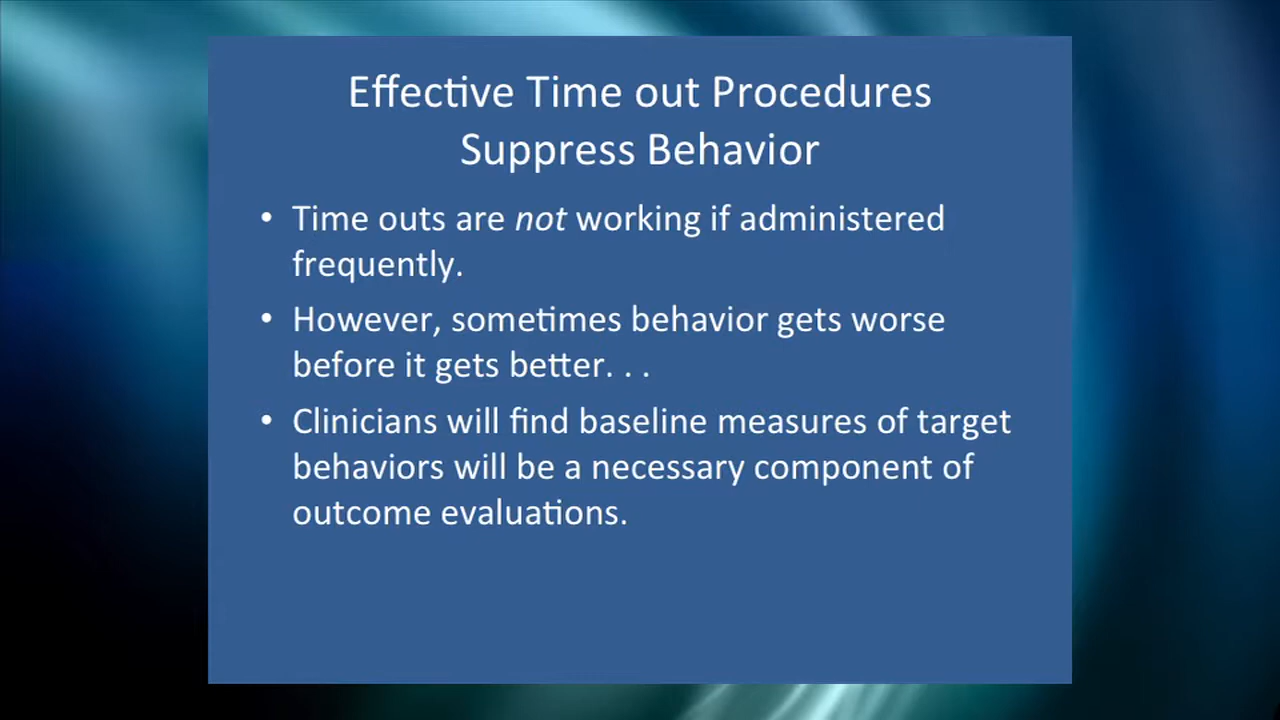 Effective Time out Procedures
Suppress Behavior
• Time outs are not working if administered
frequently.
• However, sometimes behavior gets worse
before it gets better. . .
• Clinicians will find baseline measures of target
behaviors will be a necessary component of
outcome evaluations.